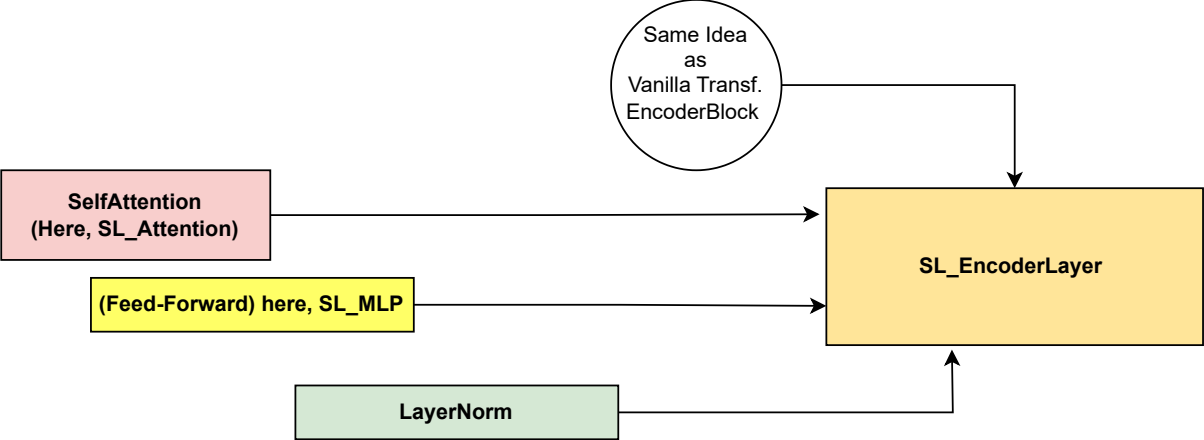 Same Idea
as
Vanilla Transf.
EncoderBlock
SelfAttention
(Here, SL_Attention)
SL_EncoderLayer
(Feed-Forward) here, SL_MLP
LayerNorm